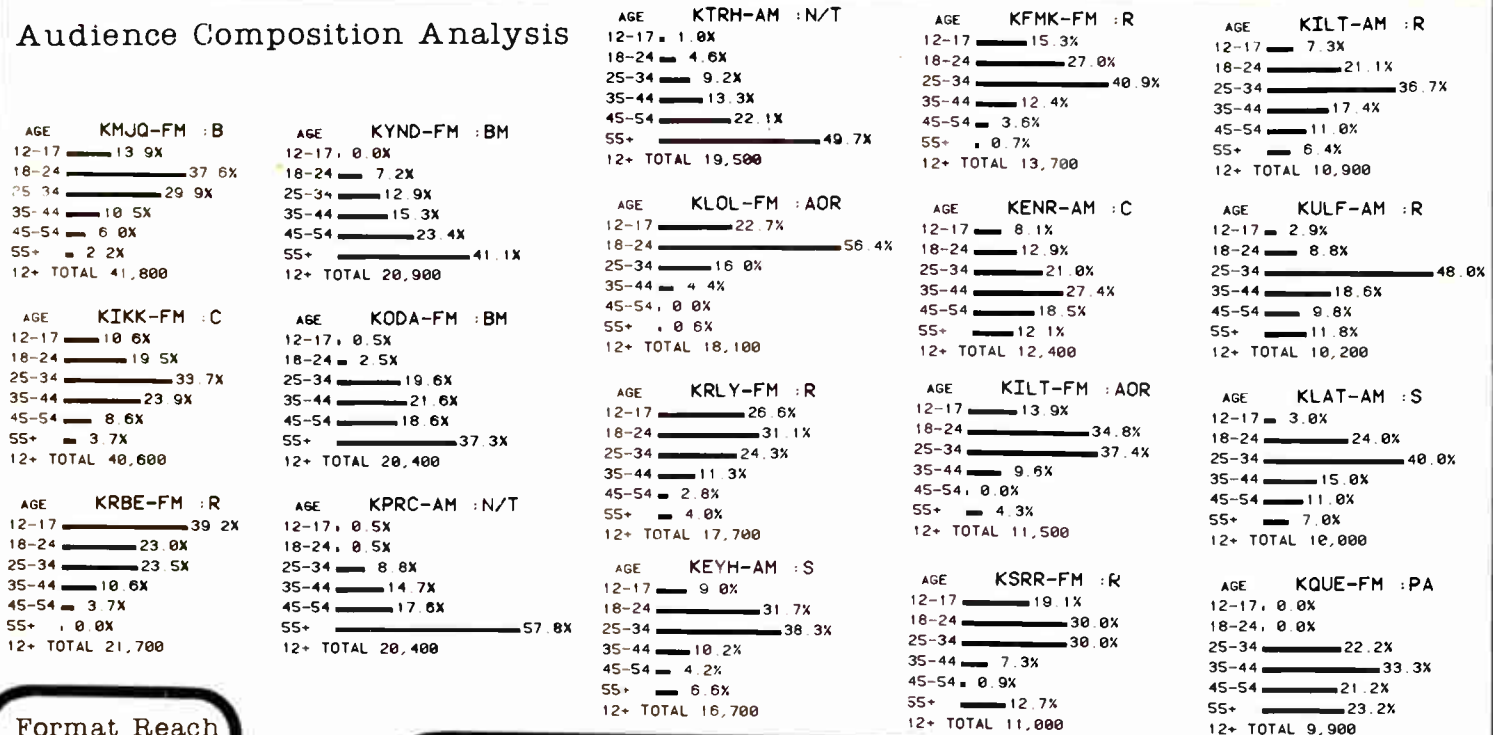 Audience Composition Analysis
AGE KMJQ-FM :B
12-17 13 9%
18-24 37 6%
25 34 29 9%
35-44 10 5%
45-54 6 0%
55+ 2 2%
12+ TOTAL 41,800
AGE KIKK-FM :C
12-17 10 6%
18-24 19 5%
25-34 33.7%
35-44 23 9%
45-54 8.6%
55+ 3.7%
12+ TOTAL 40,600
AGE KRBE-FM :R
12-17 39 2%
18-24 23.0%
25-34 23.5%
35-44 10.6%
45-54 3.7%
55+ 0.0%
12+ TOTAL 21,700
Format Reach
AGE KYND-FM :BM
12-17 0.0%
18-24 7.2%
25-34 12.9%
35-44 15.3%
45-54 23.4%
55+ 41.1%
12+ TOTAL 20,900
AGE KODA-FM :BM
12-17 0.5%
18-24 2.5%
25-34 19.6%
35-44 21.6%
45-54 18.6%
55+ 37.3%
12+ TOTAL 20,400
AGE KPRC-AM :N/T
12-17 0.5%
18-24 0.5%
25-34 8.8%
35-44 14.7%
45-54 17.6%
55+ 57.8%
12+ TOTAL 20,400
AGE KTRH-AM :N/T
12-17 1.0%
18-24 4.6%
25-34 9.2%
35-44 13.3%
45-54 22.1%
55+ 49.7%
12+ TOTAL 19,500
AGE KLOL-FM :AOR
12-17 22.7%
18-24 56.4%
25-34 16 0%
35-44 4 4%
45-54 0 0%
55+ 0 6%
12+ TOTAL 18,100
AGE KRLY-FM :R
12-17 26.6%
18-24 31.1%
25-34 24.3%
35-44 11.3%
45-54 2.8%
55+ 4.0%
12+ TOTAL 17,700
AGE KEYH-AM :S
12-17 9 0%
18-24 31.7%
25-34 38.3%
35-44 10.2%
45-54 4.2%
55+ 6.6%
12+ TOTAL 16,700
AGE KFMK-FM :R
12-17 15.3%
18-24 27.0%
25-34 40.9%
35-44 12.4%
45-54 3.6%
55+ 0.7%
12+ TOTAL 13,700
AGE KENR-AM :C
12-17 8.1%
18-24 12.9%
25-34 21.0%
35-44 27.4%
45-54 18.5%
55+ 12 1%
12+ TOTAL 12,400
AGE KILT-FM :AOR
12-17 13.9%
18-24 34.8%
25-34 37.4%
35-44 9.6%
45-54 0.0%
55+ 4.3%
12+ TOTAL 11,500
AGE KSRR-FM :R
12-17 19.1%
18-24 30.0%
25-34 30.0%
35-44 7.3%
45-54 0.9%
55+ 12.7%
12+ TOTAL 11,000
AGE KILT-AM :R
12-17 7.3%
18-24 21.1%
25-34 36.7%
35-44 17.4%
45-54 11.0%
55+ 6.4%
12+ TOTAL 10,900
AGE KULF-AM :R
12-17 2.9%
18-24 8.8%
25-34 48.0%
35-44 18.6%
45-54 9.8%
55+ 11.8%
12+ TOTAL 10,200
AGE KLAT-AM :S
12-17 3.0%
18-24 24.0%
25-34 40.0%
35-44 15.0%
45-54 11.0%
55+ 7.0%
12+ TOTAL 10,000
AGE KQUE-FM :PA
12-17 0.0%
18-24 0.0%
25-34 22.2%
35-44 33.3%
45-54 21.2%
55+ 23.2%
12+ TOTAL 9,900